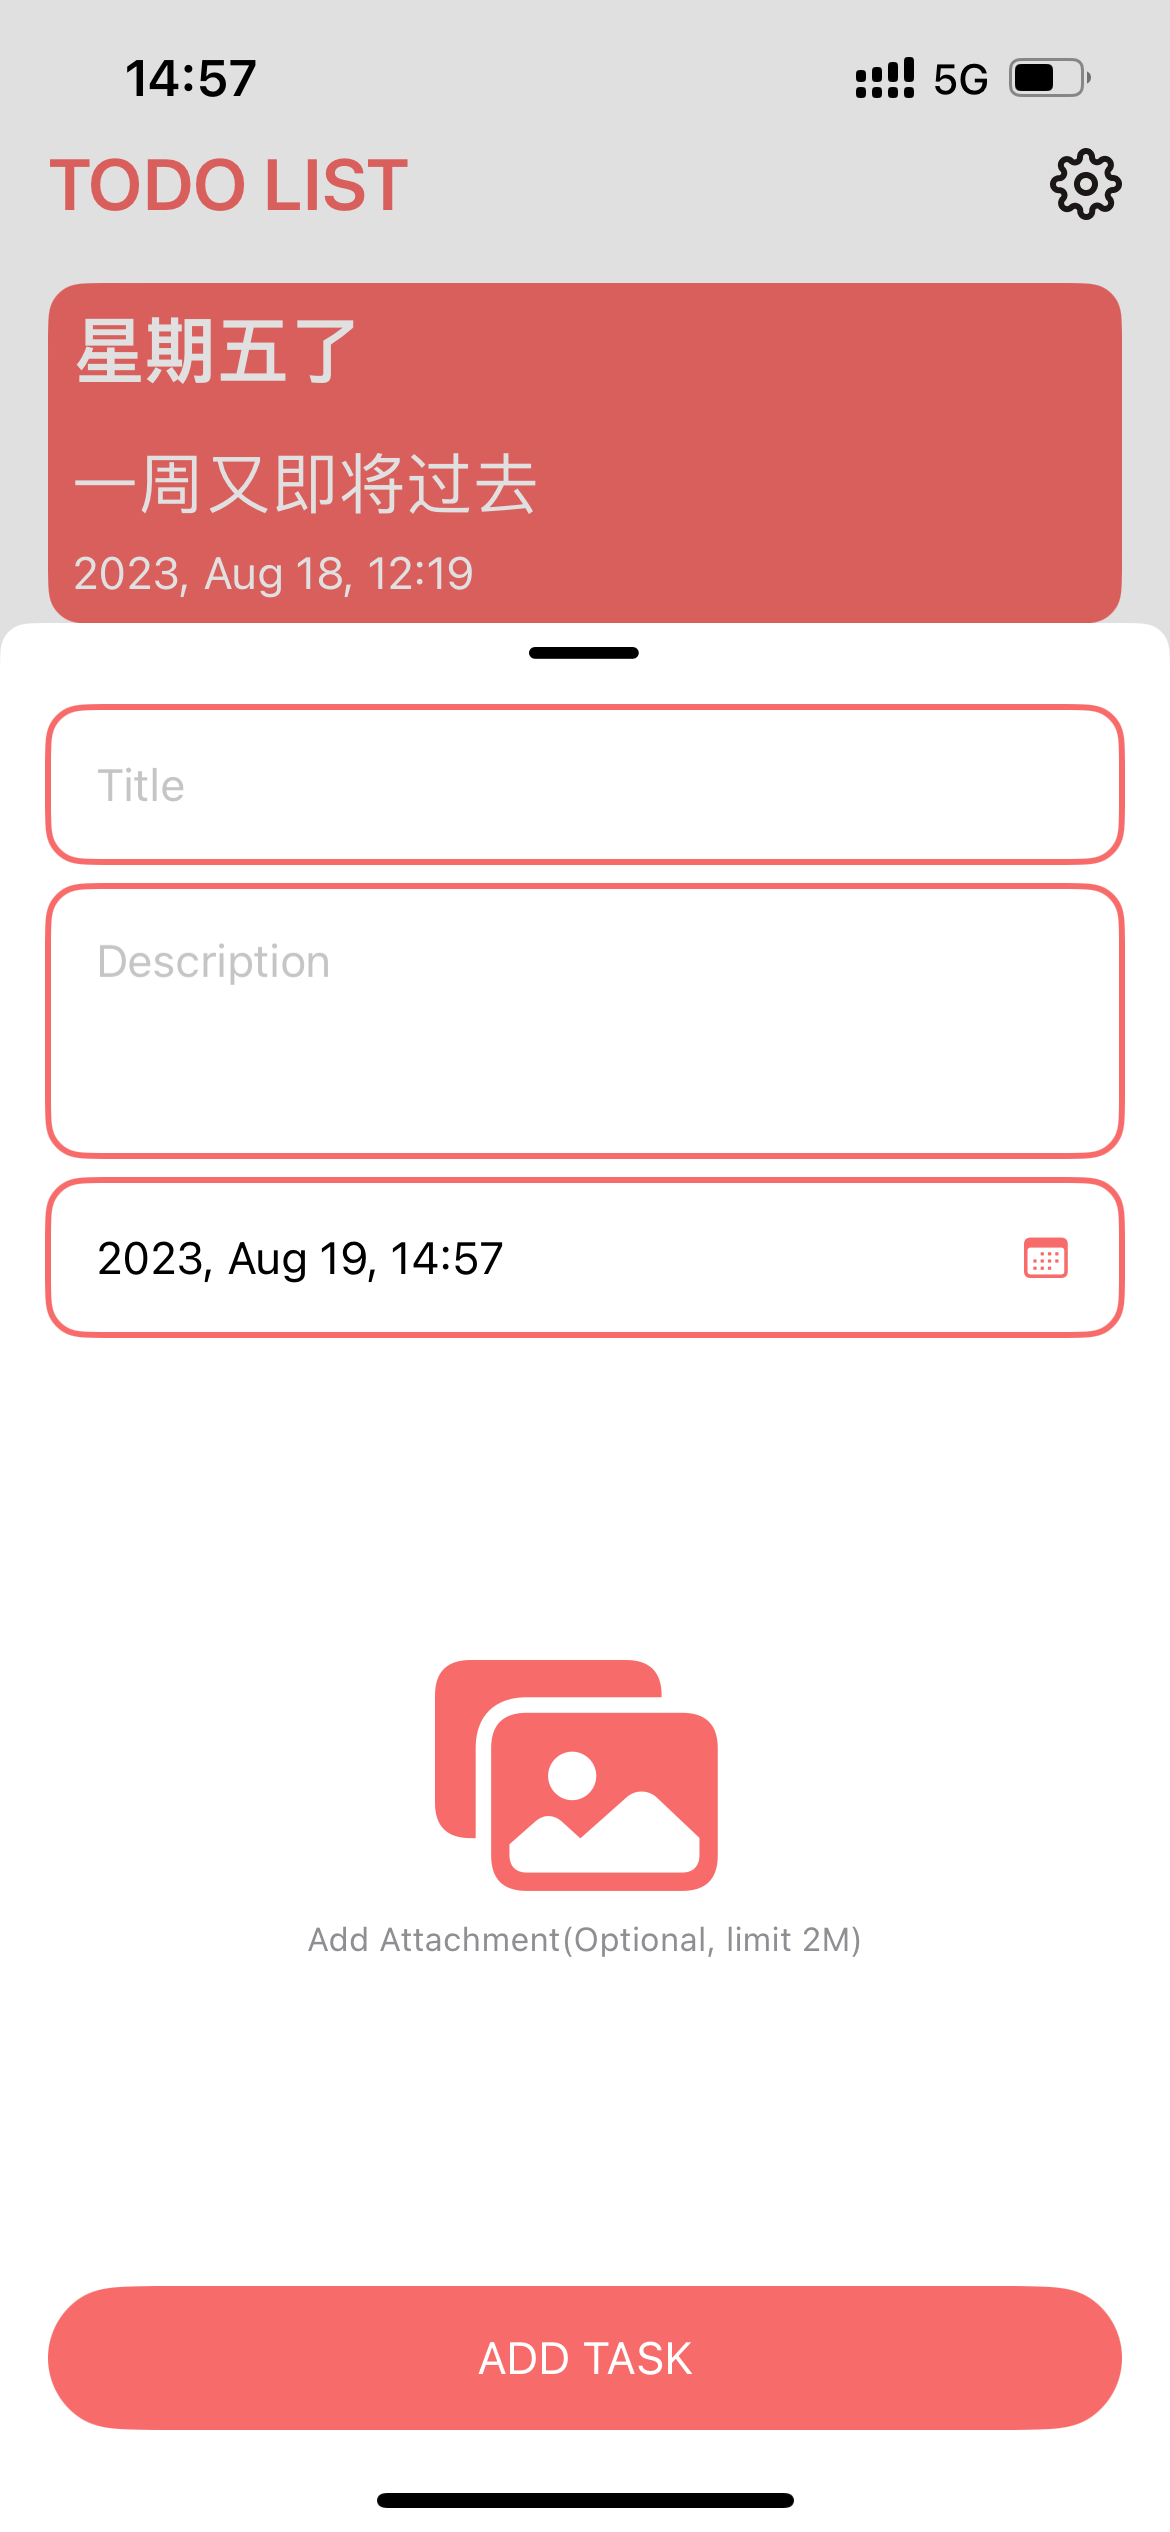 14:57
5G
TODO LIST
星期五了
一周又即将过去
2023, Aug 18, 12:19
Title
Description
2023, Aug 19, 14:57
Add Attachment(Optional, limit 2M)
ADD TASK